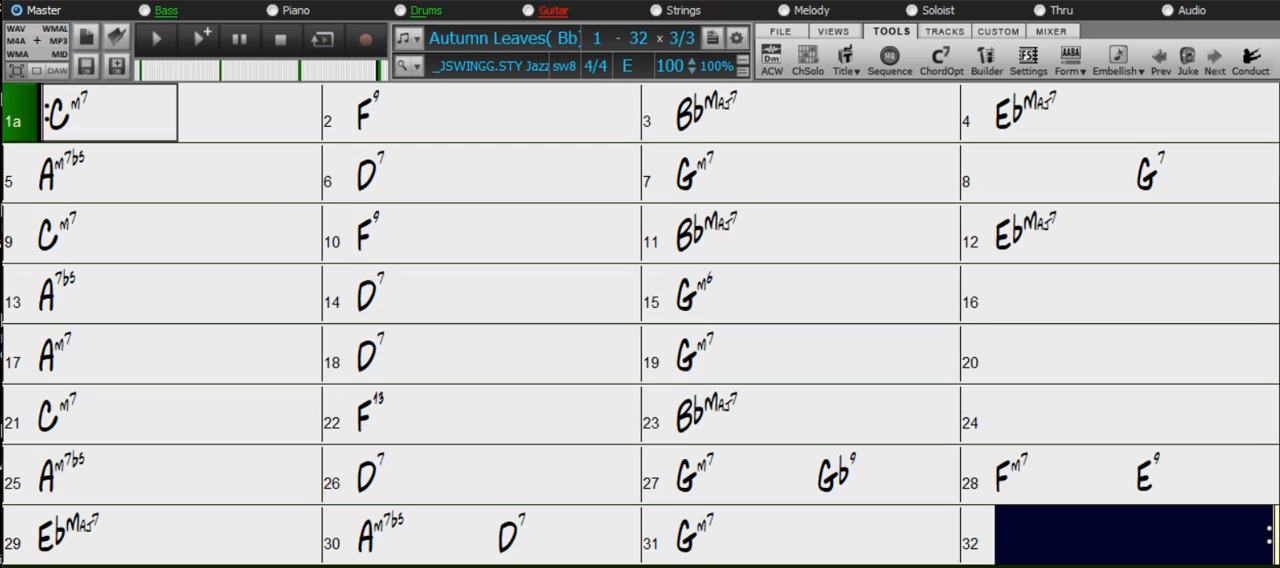 Master Bass Piano Drums Guitar Strings Melody Soloist Thru Audio
WAV WMAL
M4A + MP3
WMA MID
DAW
Autumn Leaves( Bb) 1 - 32 x 3/3
_JSWINGG.STY Jazz sw8 4/4 E 100 100%
FILE VIEWS TOOLS TRACKS CUSTOM MIXER
Dm SEQ C7 FS AABA
ACW ChSolo Title Sequence ChordOpt Builder Settings Form Embellish Prev Juke Next Conduct
1a :Cm7 2 F9 3 BbMaj7 4 EbMaj7
5 Am7b5 6 D7 7 Gm7 8 G7
9 Cm7 10 F9 11 BbMaj7 12 EbMaj7
13 A7b5 14 D7 15 Gm6 16
17 Am7 18 D7 19 Gm7 20
21 Cm7 22 F13 23 BbMaj7 24
25 Am7b5 26 D7 27 Gm7 Gb9 28 Fm7 E9
29 EbMaj7 30 Am7b5 D7 31 Gm7 32 :